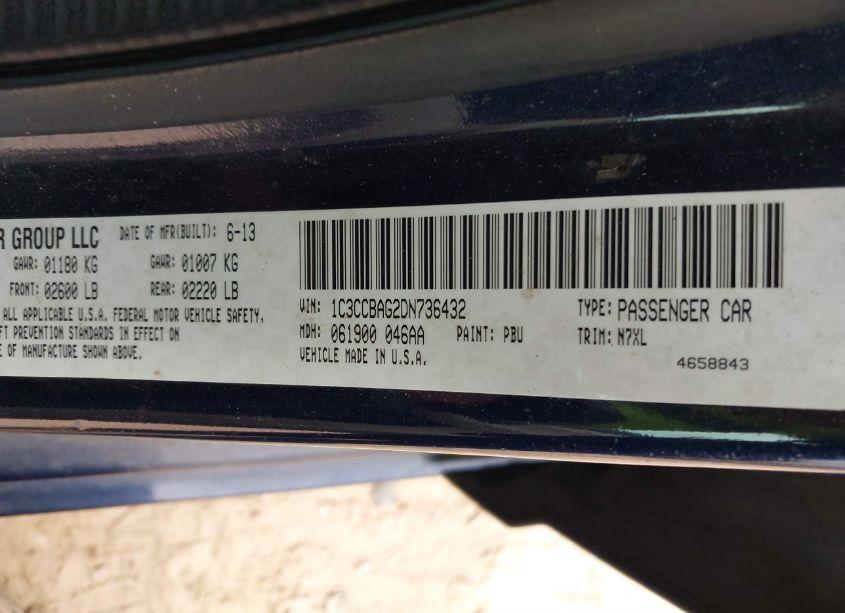 R GROUP LLC DATE OF MFR(BUILT): 6-13
GAWR: 01180 KG GAWR: 01007 KG
FRONT: 02600 LB REAR: 02220 LB
ALL APPLICABLE U.S.A. FEDERAL MOTOR VEHICLE SAFETY,
FT PREVENTION STANDARDS IN EFFECT ON
E OF MANUFACTURE SHOWN ABOVE.
VIN: 1C3CCBAG2DN736432 TYPE: PASSENGER CAR
MDH: 061900 046AA PAINT: PBU TRIM: N7XL
VEHICLE MADE IN U.S.A.
4658843